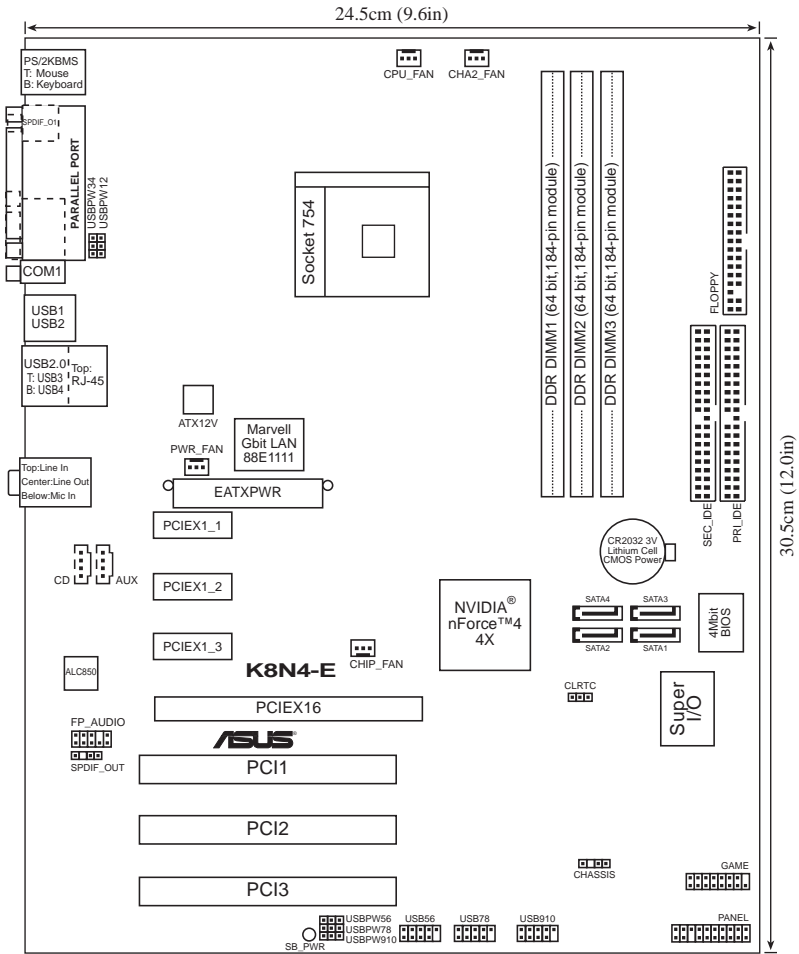 24.5cm (9.6in)
30.5cm (12.0in)
PS/2KBMS
T: Mouse
B: Keyboard
CPU_FAN
CHA2_FAN
SPDIF_O1
PARALLEL PORT
USBPW34
USBPW12
COM1
Socket 754
DDR DIMM1 (64 bit,184-pin module)
DDR DIMM2 (64 bit,184-pin module)
DDR DIMM3 (64 bit,184-pin module)
FLOPPY
SEC_IDE
PRI_IDE
USB1
USB2
USB2.0
T: USB3
B: USB4
Top:
RJ-45
ATX12V
Marvell
Gbit LAN
88E1111
PWR_FAN
EATXPWR
Top:Line In
Center:Line Out
Below:Mic In
PCIEX1_1
CD
AUX
PCIEX1_2
PCIEX1_3
CR2032 3V
Lithium Cell
CMOS Power
NVIDIA®
nForce™4
4X
SATA4
SATA3
SATA2
SATA1
4Mbit
BIOS
CHIP_FAN
K8N4-E
ALC850
CLRTC
Super
I/O
PCIEX16
FP_AUDIO
SPDIF_OUT
ASUS®
PCI1
PCI2
PCI3
CHASSIS
GAME
SB_PWR
USBPW56
USBPW78
USBPW910
USB56
USB78
USB910
PANEL